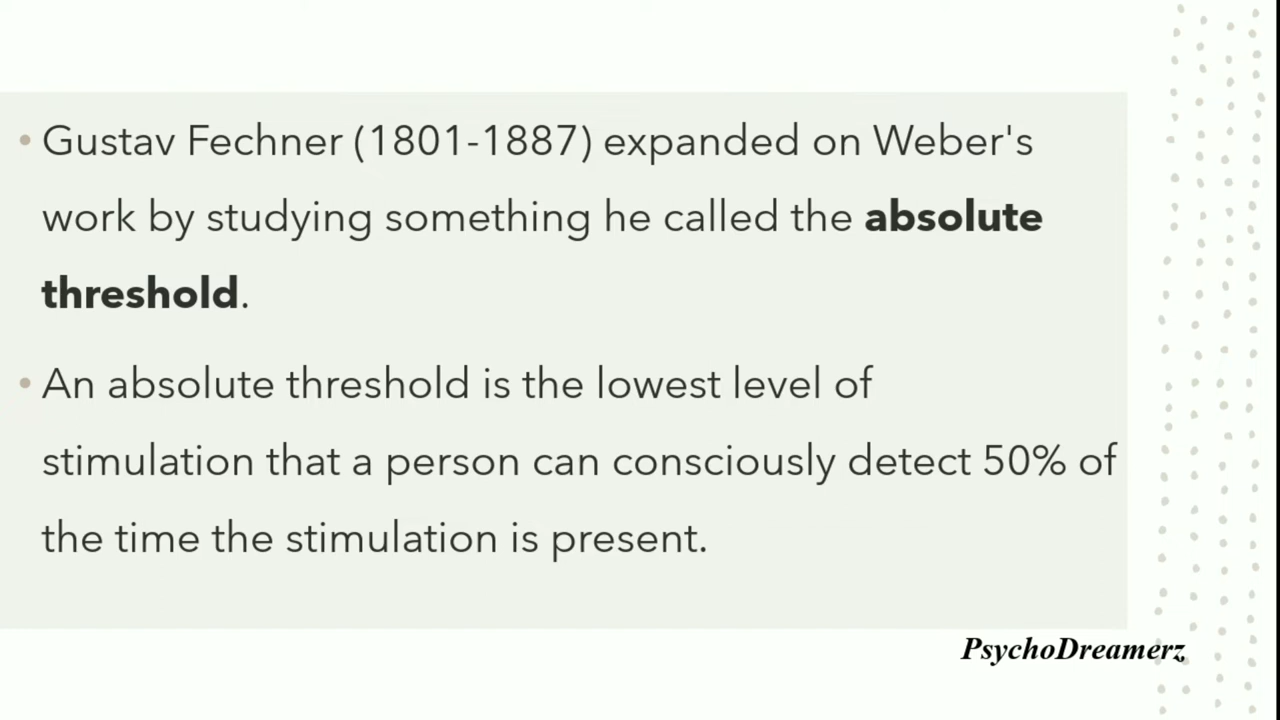 • Gustav Fechner (1801-1887) expanded on Weber's
work by studying something he called the absolute
threshold.
• An absolute threshold is the lowest level of
stimulation that a person can consciously detect 50% of
the time the stimulation is present.
PsychoDreamerz